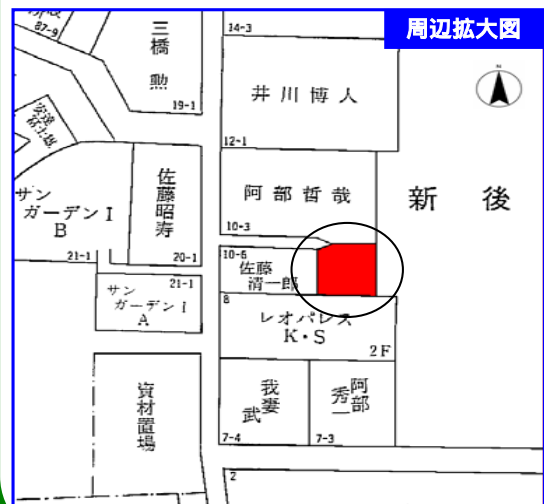 周辺拡大図
87-9
三橋 勲
19-1
14-3
井川博人
12-1
N
佐藤昭寿
20-1
阿部哲哉
10-3
新後
サン
ガーデンⅠ
B
21-1
10-6
佐藤
清一郎
サン
21-1
ガーデンⅠ
A
8
レオパレス
K・S
2F
資材置場
我妻
武
7-4
阿部
秀一
7-3
2